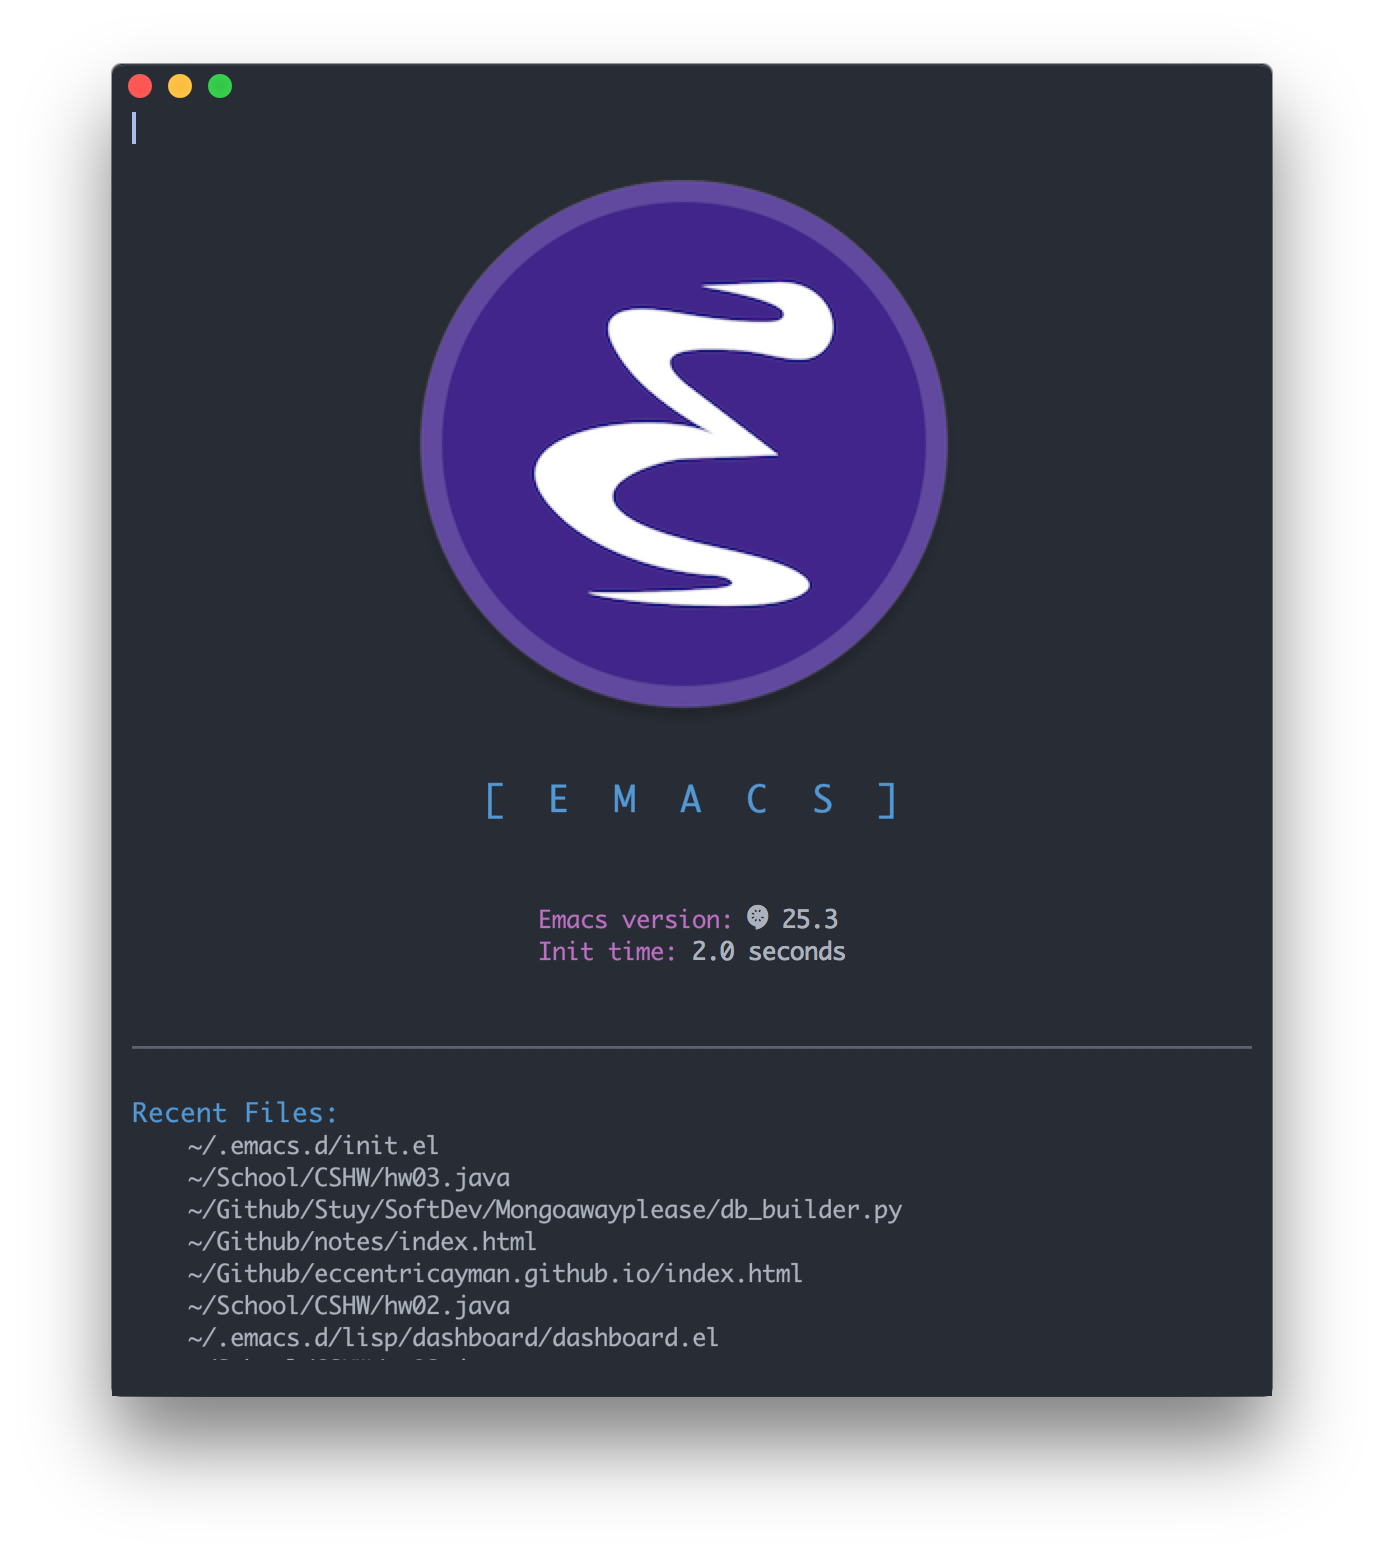 [ E M A C S ]
Emacs version: 25.3
Init time: 2.0 seconds
Recent Files:
~/.emacs.d/init.el
~/School/CSHW/hw03.java
~/Github/Stuy/SoftDev/Mongoawayplease/db_builder.py
~/Github/notes/index.html
~/Github/eccentricayman.github.io/index.html
~/School/CSHW/hw02.java
~/.emacs.d/lisp/dashboard/dashboard.el